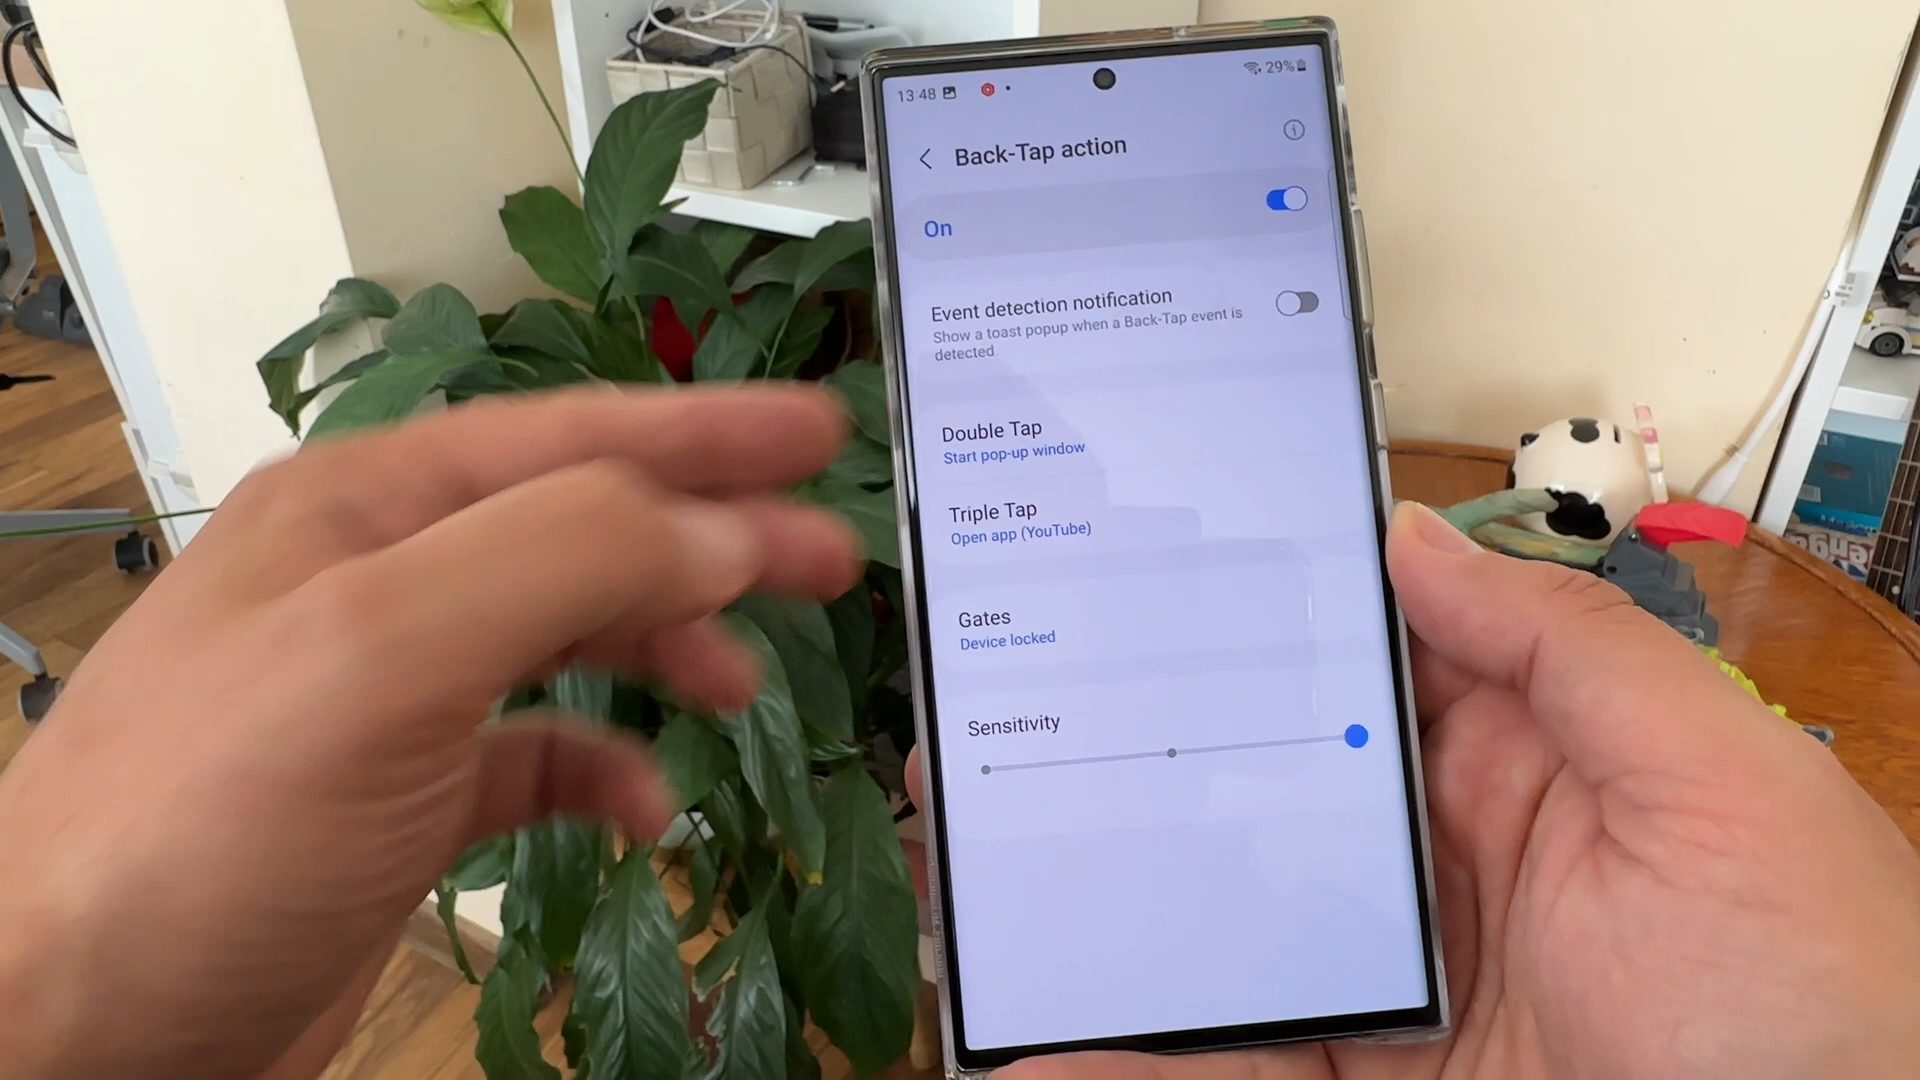 13:48
29%
Back-Tap action
On
Event detection notification
Show a toast popup when a Back-Tap event is
detected.
Double Tap
Start pop-up window
Triple Tap
Open app (YouTube)
Gates
Device locked
Sensitivity